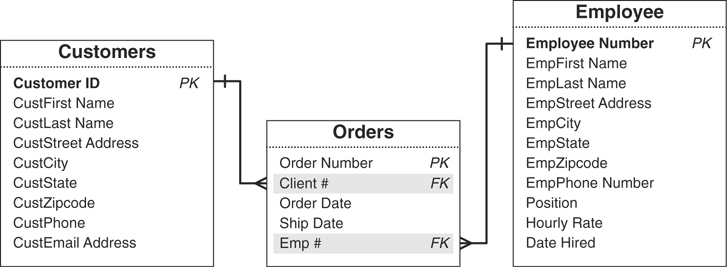 Customers
Customer ID PK
CustFirst Name
CustLast Name
CustStreet Address
CustCity
CustState
CustZipcode
CustPhone
CustEmail Address
Orders
Order Number PK
Client # FK
Order Date
Ship Date
Emp # FK
Employee
Employee Number PK
EmpFirst Name
EmpLast Name
EmpStreet Address
EmpCity
EmpState
EmpZipcode
EmpPhone Number
Position
Hourly Rate
Date Hired